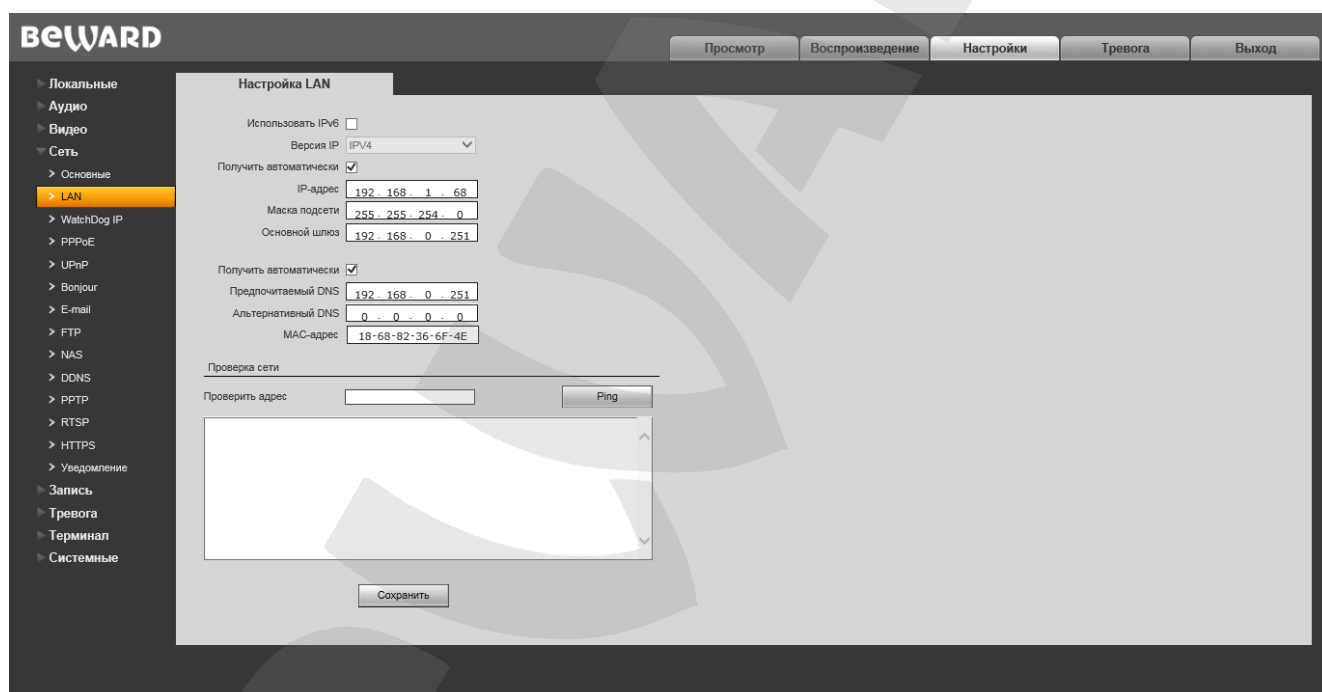 BEWARD
Просмотр Воспроизведение Настройки Тревога Выход
Локальные
Аудио
Видео
Сеть
> Основные
> LAN
> WatchDog IP
> PPPoE
> UPnP
> Bonjour
> E-mail
> FTP
> NAS
> DDNS
> PPTP
> RTSP
> HTTPS
> Уведомление
Запись
Тревога
Терминал
Системные
Настройка LAN
Использовать IPv6
Версия IP IPV4
Получить автоматически
IP-адрес 192 . 168 . 1 . 68
Маска подсети 255 . 255 . 254 . 0
Основной шлюз 192 . 168 . 0 . 251
Получить автоматически
Предпочитаемый DNS 192 . 168 . 0 . 251
Альтернативный DNS 0 . 0 . 0 . 0
MAC-адрес 18-68-82-36-6F-4E
Проверка сети
Проверить адрес Ping
Сохранить